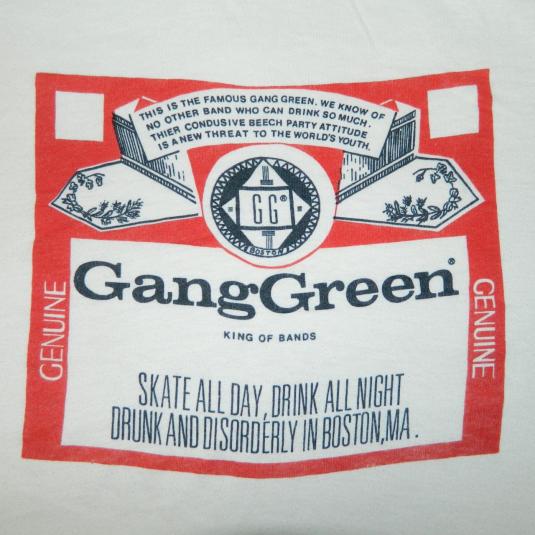 THIS IS THE FAMOUS GANG GREEN. WE KNOW OF
NO OTHER BAND WHO CAN DRINK SO MUCH.
THIER CONDUSIVE BEECH PARTY ATTITUDE
IS A NEW THREAT TO THE WORLD'S YOUTH.
GG®
BOSTON
GangGreen®
GENUINE
GENUINE
KING OF BANDS
SKATE ALL DAY, DRINK ALL NIGHT
DRUNK AND DISORDERLY IN BOSTON, MA.